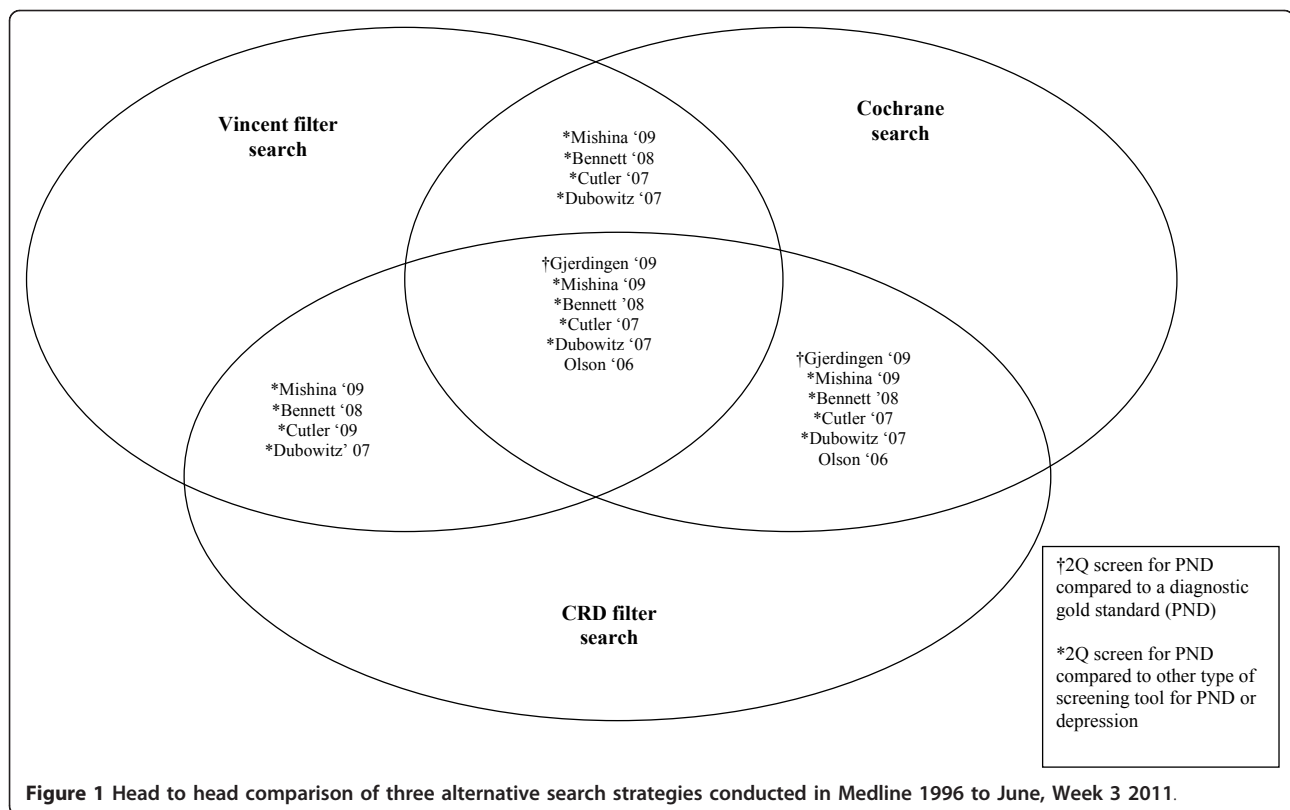 Vincent filter
search
Cochrane
search
*Mishina ‘09
*Bennett ‘08
*Cutler ‘07
*Dubowitz ‘07
†Gjerdingen ‘09
*Mishina ‘09
*Bennett ’08
*Cutler ‘07
*Dubowitz ‘07
Olson ‘06
*Mishina ‘09
*Bennett ‘08
*Cutler ‘09
*Dubowitz’ 07
†Gjerdingen ‘09
*Mishina ‘09
*Bennett ’08
*Cutler ‘07
*Dubowitz ‘07
Olson ‘06
CRD filter
search
†2Q screen for PND
compared to a diagnostic
gold standard (PND)
*2Q screen for PND
compared to other type of
screening tool for PND or
depression
Figure 1 Head to head comparison of three alternative search strategies conducted in Medline 1996 to June, Week 3 2011.